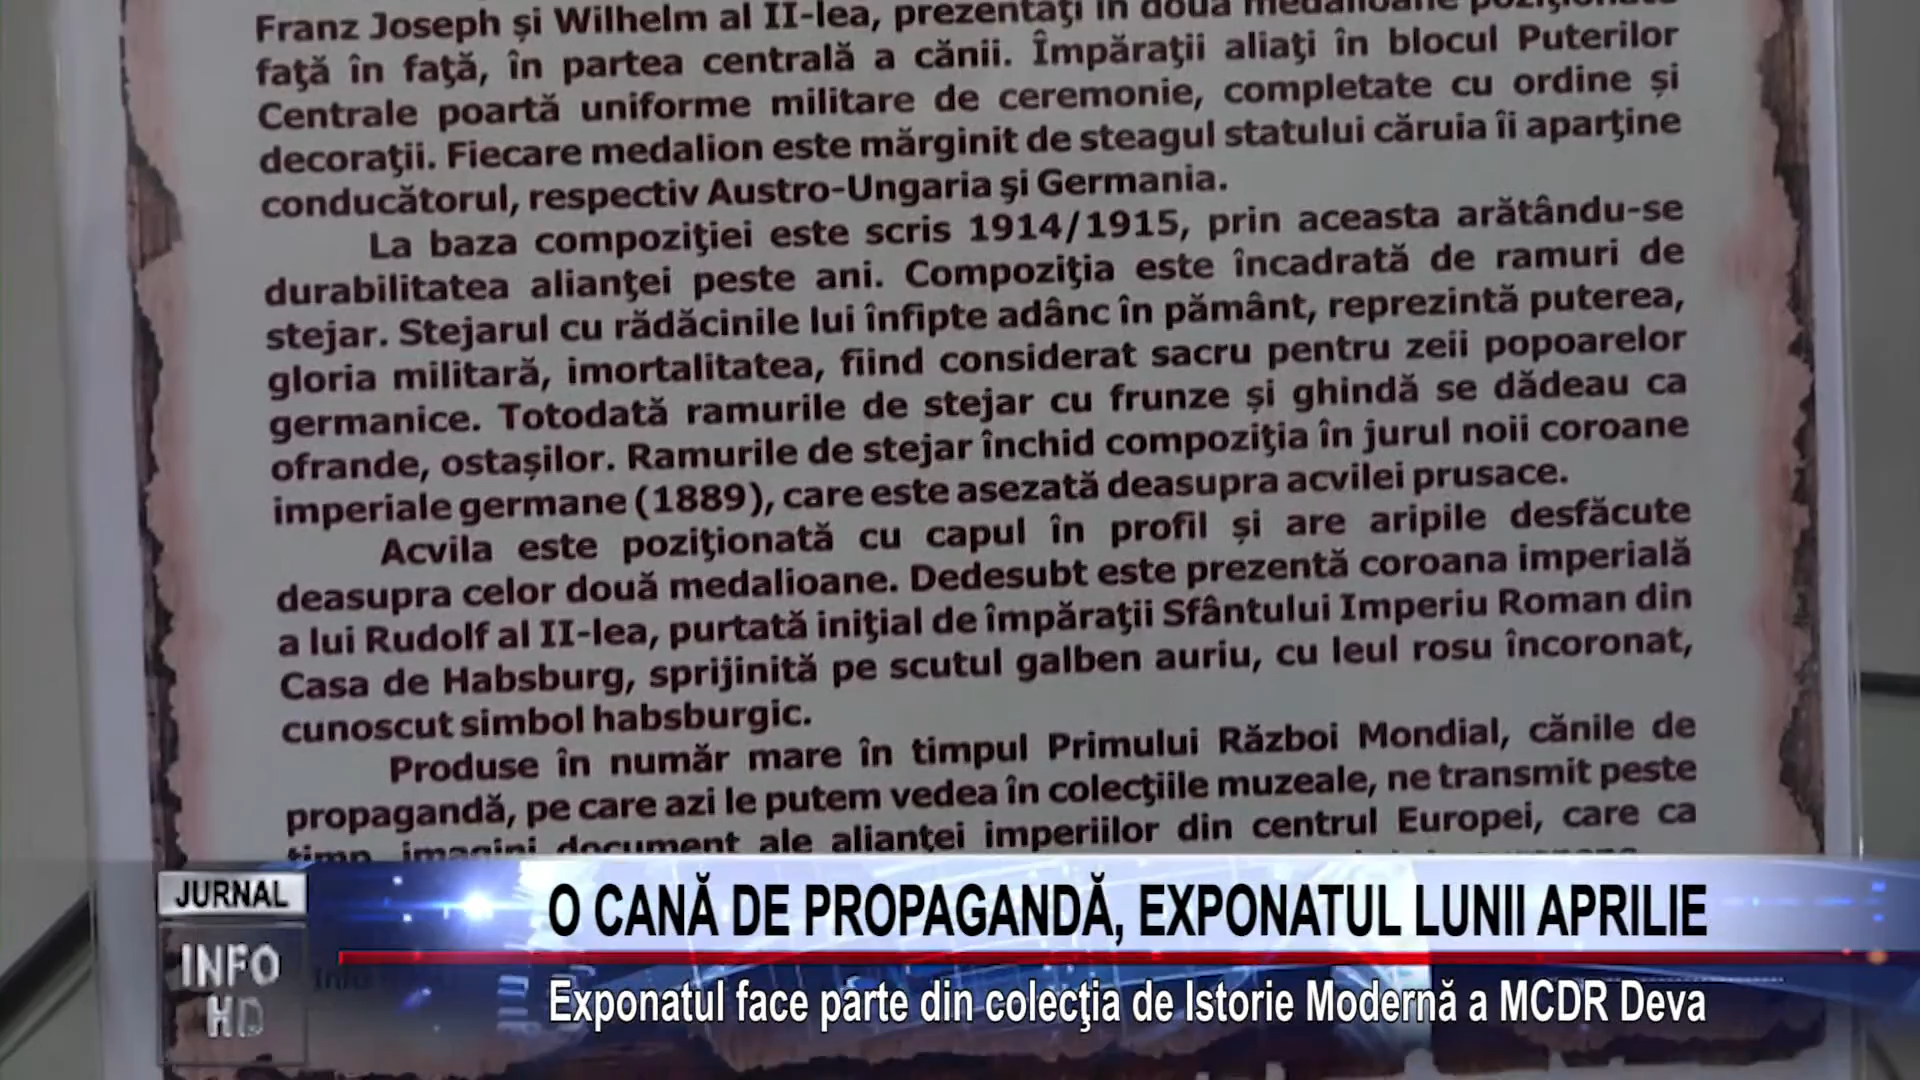 Franz Joseph și Wilhelm al II-lea, prezentaţi în două medalioane
faţă în faţă, în partea centrală a cănii. Împăraţii aliaţi în blocul Puterilor
Centrale poartă uniforme militare de ceremonie, completate cu ordine și
decoraţii. Fiecare medalion este mărginit de steagul statului căruia îi aparţine
conducătorul, respectiv Austro-Ungaria şi Germania.
La baza compoziţiei este scris 1914/1915, prin aceasta arătându-se
durabilitatea alianţei peste ani. Compoziţia este încadrată de ramuri de
stejar. Stejarul cu rădăcinile lui înfipte adânc în pământ, reprezintă puterea,
gloria militară, imortalitatea, fiind considerat sacru pentru zeii popoarelor
germanice. Totodată ramurile de stejar cu frunze și ghindă se dădeau ca
ofrande, ostașilor. Ramurile de stejar închid compoziţia în jurul noii coroane
imperiale germane (1889), care este asezată deasupra acvilei prusace.
Acvila este poziţionată cu capul în profil și are aripile desfăcute
deasupra celor două medalioane. Dedesubt este prezentă coroana imperială
a lui Rudolf al II-lea, purtată iniţial de împăraţii Sfântului Imperiu Roman din
Casa de Habsburg, sprijinită pe scutul galben auriu, cu leul rosu încoronat,
cunoscut simbol habsburgic.
Produse în număr mare în timpul Primului Război Mondial, cănile de
propagandă, pe care azi le putem vedea în colecţiile muzeale, ne transmit peste
timp, imagini document ale alianţei imperiilor din centrul Europei, care ca
JURNAL
INFO
HD
O CANĂ DE PROPAGANDĂ, EXPONATUL LUNII APRILIE
Exponatul face parte din colecţia de Istorie Modernă a MCDR Deva